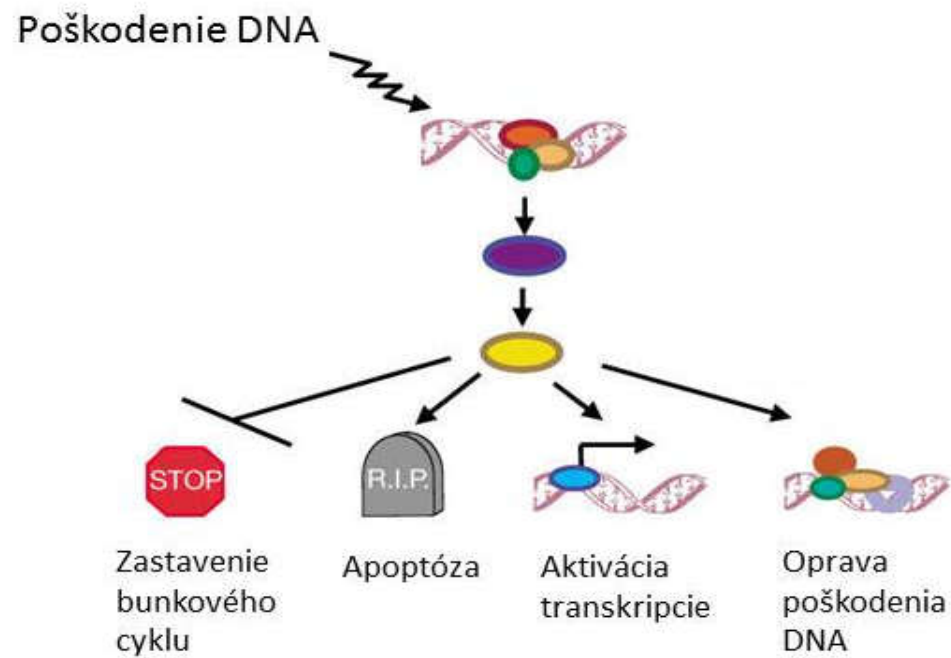 Poškodenie DNA
STOP
R.I.P.
Zastavenie
bunkového
cyklu
Apoptóza
Aktivácia
transkripcie
Oprava
poškodenia
DNA